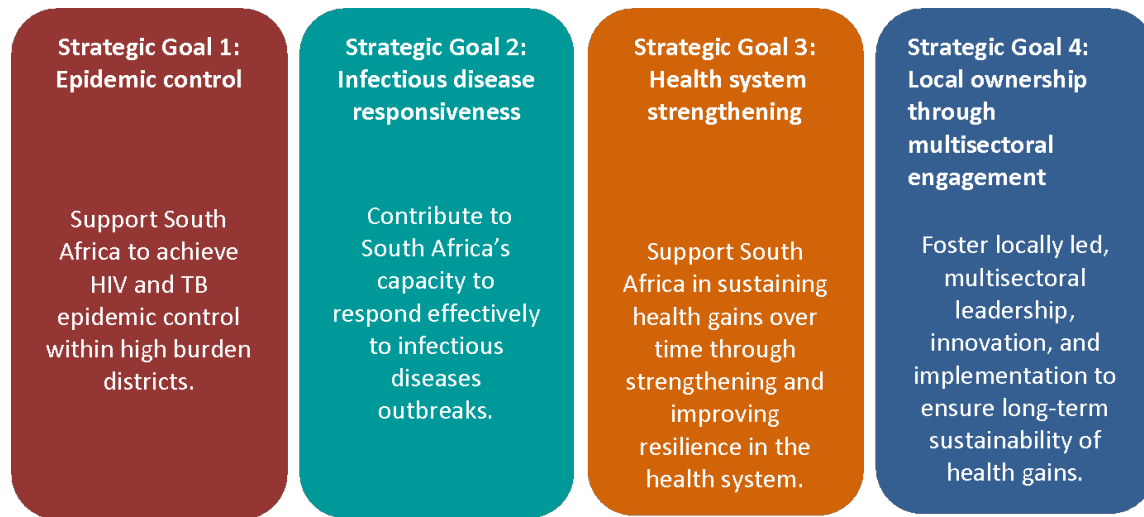 Strategic Goal 1:
Epidemic control
Support South
Africa to achieve
HIV and TB
epidemic control
within high burden
districts.
Strategic Goal 2:
Infectious disease
responsiveness
Contribute to
South Africa’s
capacity to
respond effectively
to infectious
diseases
outbreaks.
Strategic Goal 3:
Health system
strengthening
Support South
Africa in sustaining
health gains over
time through
strengthening and
improving
resilience in the
health system.
Strategic Goal 4:
Local ownership
through
multisectoral
engagement
Foster locally led,
multisectoral
leadership,
innovation, and
implementation to
ensure long-term
sustainability of
health gains.